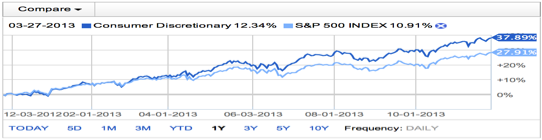 Compare
03-27-2013 Consumer Discretionary 12.34% S&P 500 INDEX 10.91%
37.89%
27.91%
+20%
+10%
0%
12-03-2012 02-01-2013 04-01-2013 06-03-2013 08-01-2013 10-01-2013
TODAY 5D 1M 3M YTD 1Y 3Y 5Y 10Y Frequency: DAILY